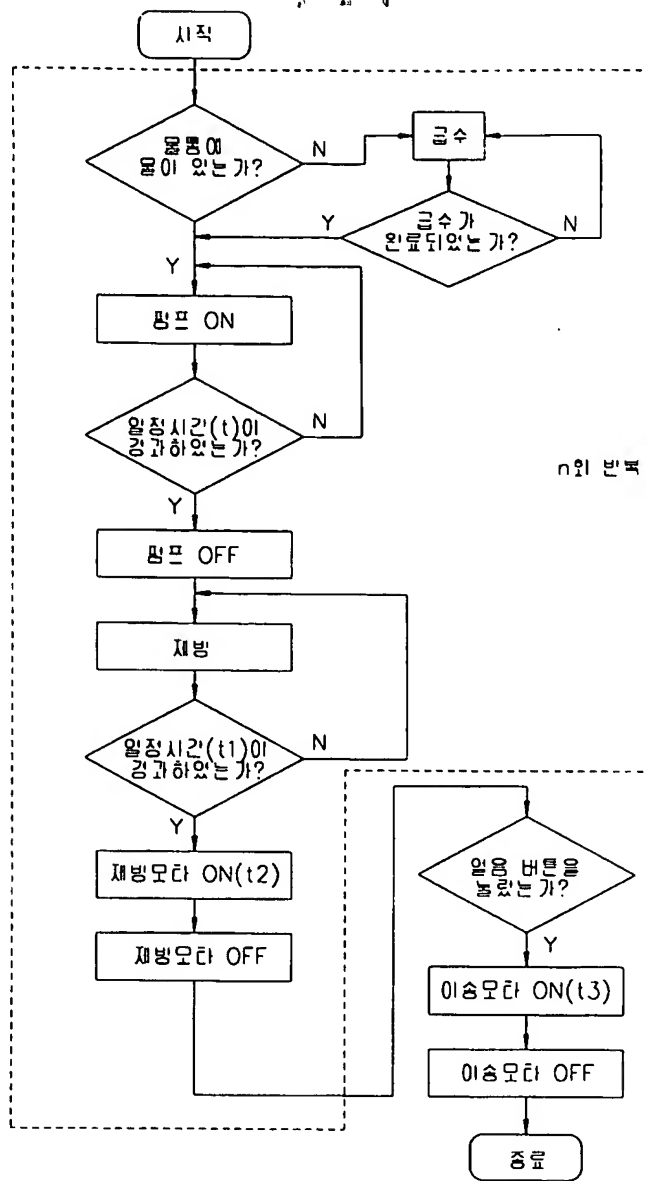 시작
물통에
물이 있는가?
N
급수
Y
급수가
완료되었는가?
N
Y
펌프 ON
일정시간(t)이
경과하였는가?
N
Y
펌프 OFF
n회 반복
제빙
일정시간(t1)이
경과하였는가?
N
Y
제빙모타 ON(t2)
제빙모타 OFF
얼음 버튼을
눌렀는가?
Y
이송모타 ON(t3)
이송모타 OFF
종료